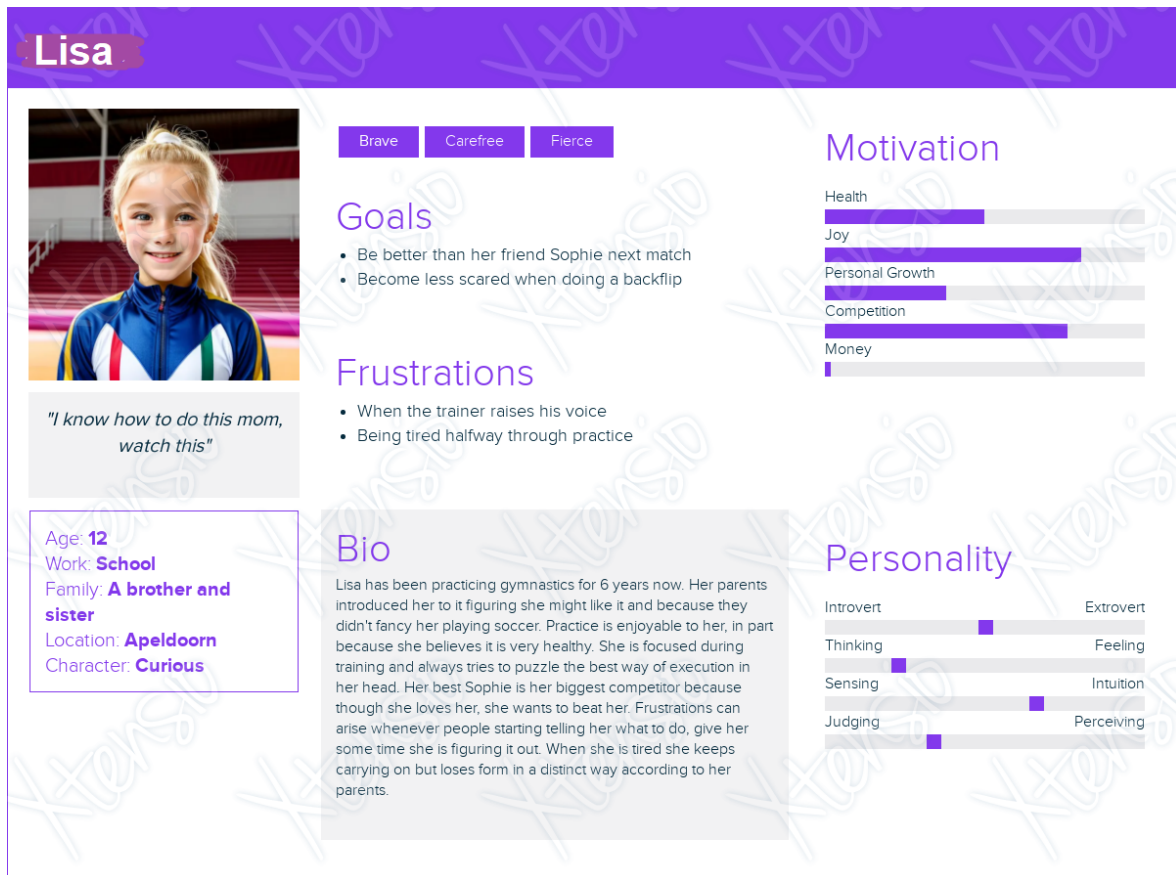 Lisa
Brave
Carefree
Fierce
Goals
• Be better than her friend Sophie next match
• Become less scared when doing a backflip
Frustrations
• When the trainer raises his voice
• Being tired halfway through practice
Motivation
Health
Joy
Personal Growth
Competition
Money
"I know how to do this mom,
watch this"
Age: 12
Work: School
Family: A brother and
sister
Location: Apeldoorn
Character: Curious
Bio
Lisa has been practicing gymnastics for 6 years now. Her parents
introduced her to it figuring she might like it and because they
didn't fancy her playing soccer. Practice is enjoyable to her, in part
because she believes it is very healthy. She is focused during
training and always tries to puzzle the best way of execution in
her head. Her best Sophie is her biggest competitor because
though she loves her, she wants to beat her. Frustrations can
arise whenever people starting telling her what to do, give her
some time she is figuring it out. When she is tired she keeps
carrying on but loses form in a distinct way according to her
parents.
Personality
Introvert Extrovert
Thinking Feeling
Sensing Intuition
Judging Perceiving
Xtensio